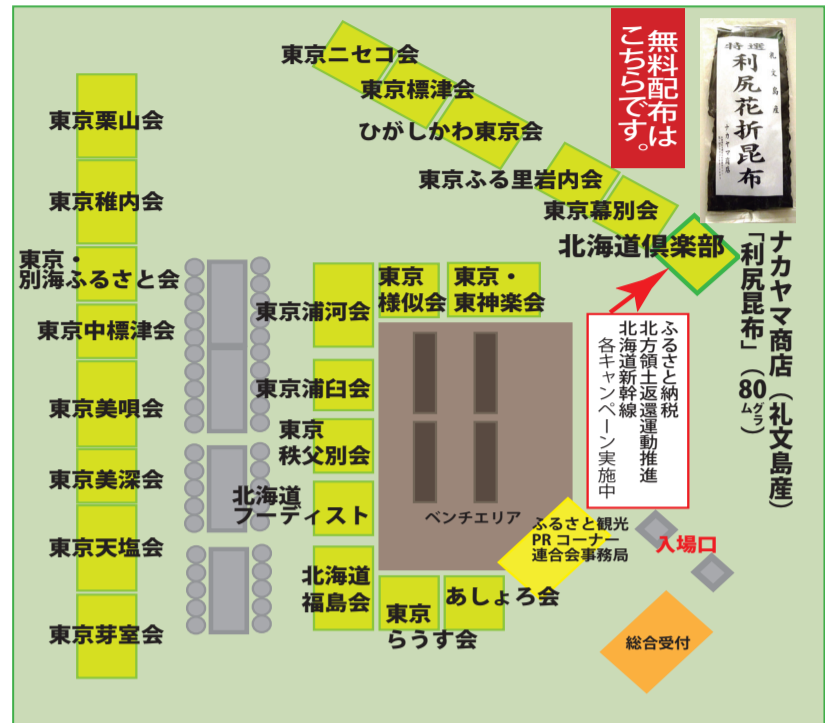 東京ニセコ会
東京標津会
ひがしかわ東京会
東京ふる里岩内会
東京幕別会
北海道倶楽部
無料配布は
こちらです。
特選
礼文島産
利尻花折昆布
ナカヤマ商店
ナカヤマ商店（礼文島産）
「利尻昆布」（80グラム）
東京栗山会
東京稚内会
東京・
別海ふるさと会
東京中標津会
東京美唄会
東京美深会
東京天塩会
東京芽室会
東京浦河会
東京
様似会
東京・
東神楽会
東京浦臼会
東京
秩父別会
北海道
フーディスト
北海道
福島会
東京
らうす会
あしょろ会
ベンチエリア
ふるさと納税
北方領土返還運動推進
北海道新幹線
各キャンペーン実施中
ふるさと観光
PRコーナー
連合会事務局
入場口
総合受付